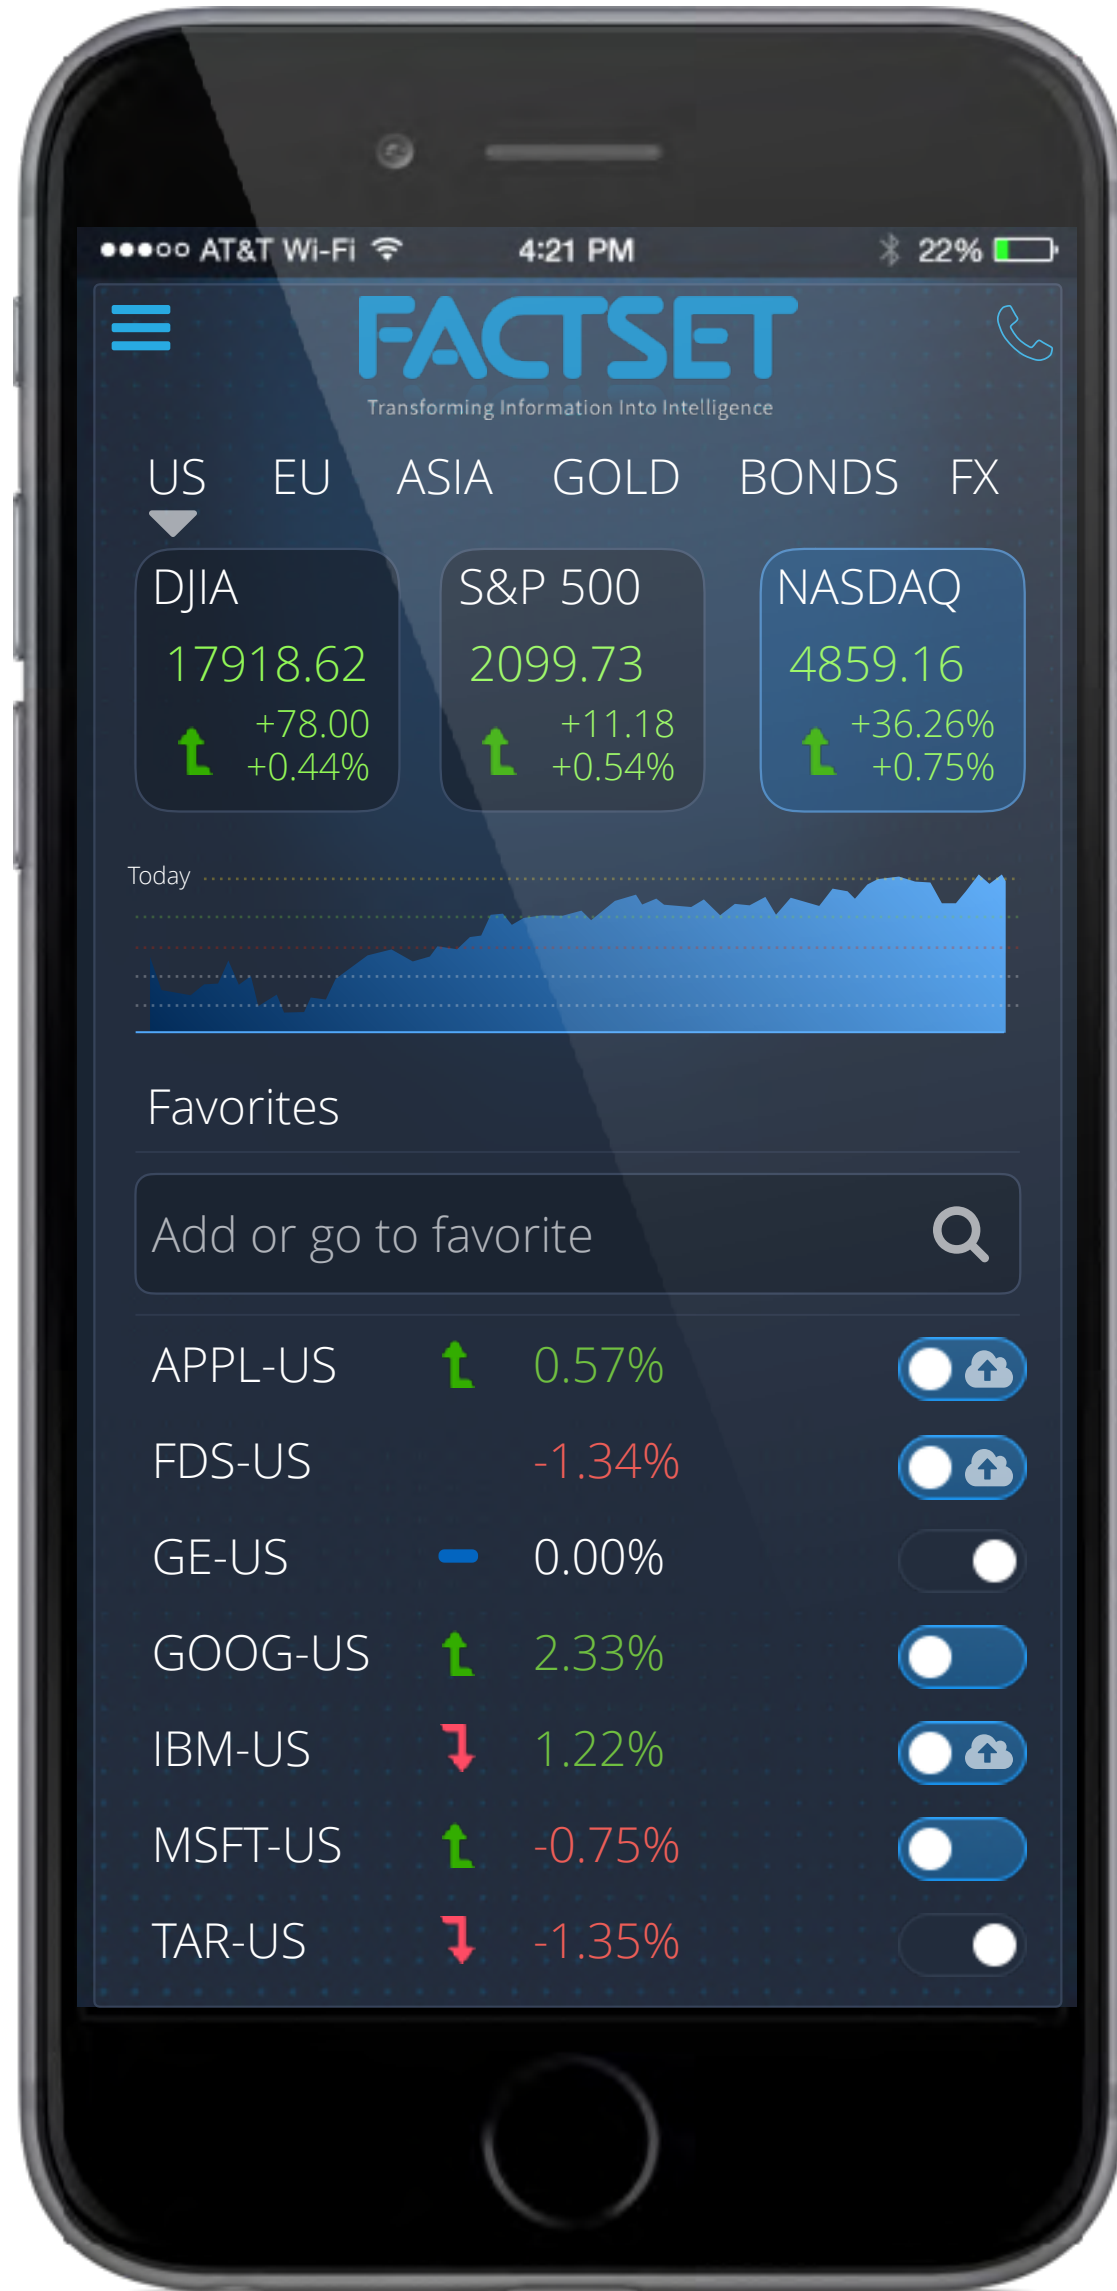 AT&T Wi-Fi 4:21 PM 22%
FACTSET
Transforming Information Into Intelligence
US EU ASIA GOLD BONDS FX
DJIA
17918.62
+78.00
+0.44%
S&P 500
2099.73
+11.18
+0.54%
NASDAQ
4859.16
+36.26%
+0.75%
Today
Favorites
Add or go to favorite
APPL-US 0.57%
FDS-US -1.34%
GE-US 0.00%
GOOG-US 2.33%
IBM-US 1.22%
MSFT-US -0.75%
TAR-US -1.35%